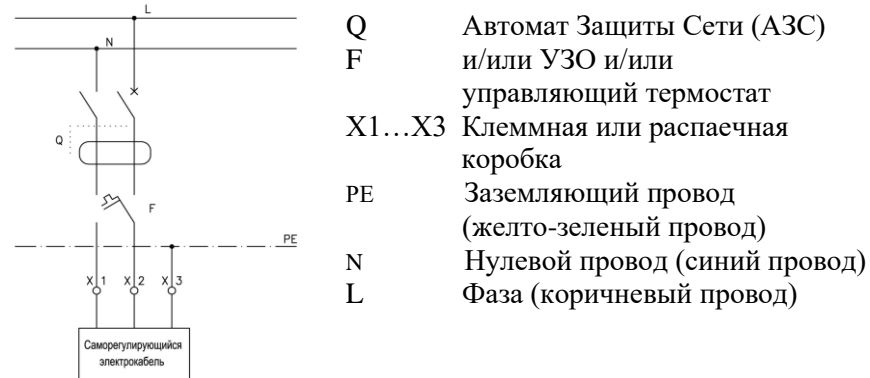 L
N
Q
F
PE
X 1
X 2
X 3
Саморегулирующийся
электрокабель
Q Автомат Защиты Сети (АЗС)
F и/или УЗО и/или
управляющий термостат
X1…X3 Клеммная или распаечная
коробка
PE Заземляющий провод
(желто-зеленый провод)
N Нулевой провод (синий провод)
L Фаза (коричневый провод)